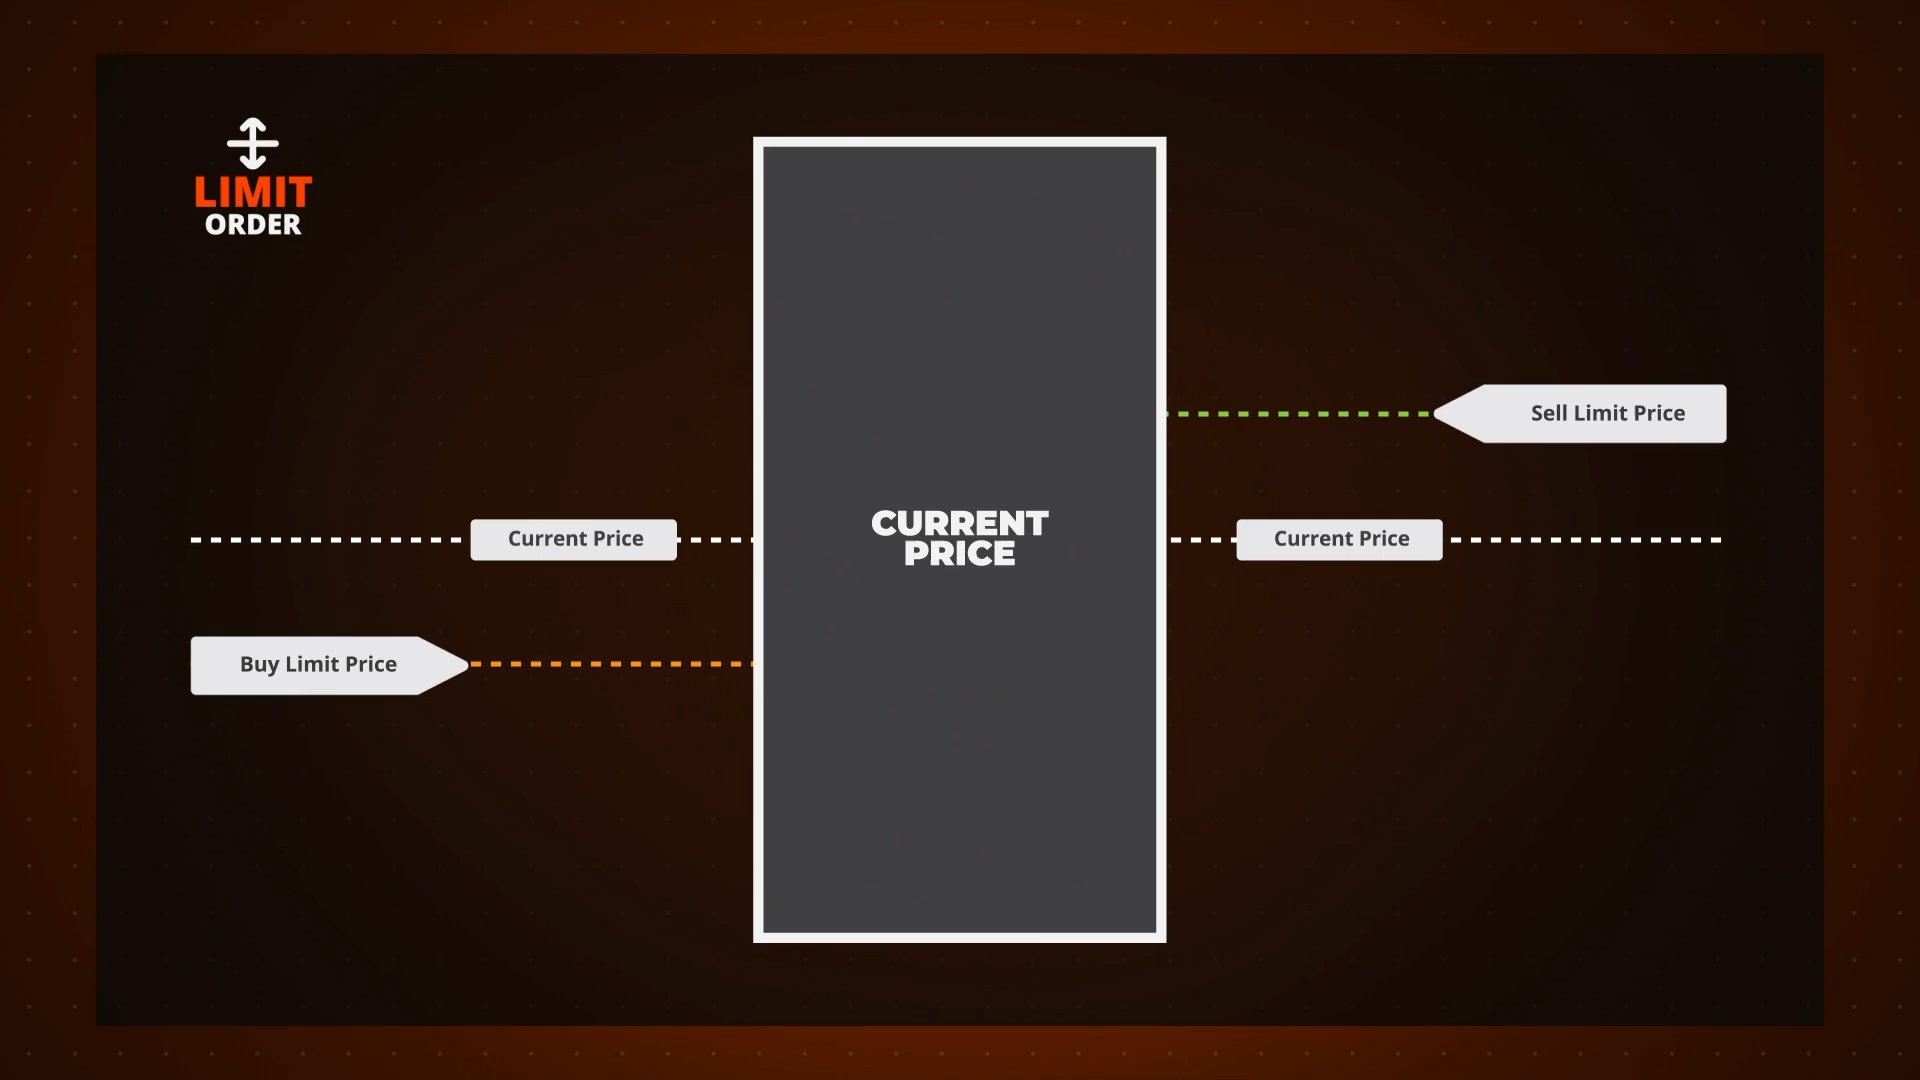 LIMIT
ORDER
Sell Limit Price
Current Price
CURRENT
PRICE
Current Price
Buy Limit Price